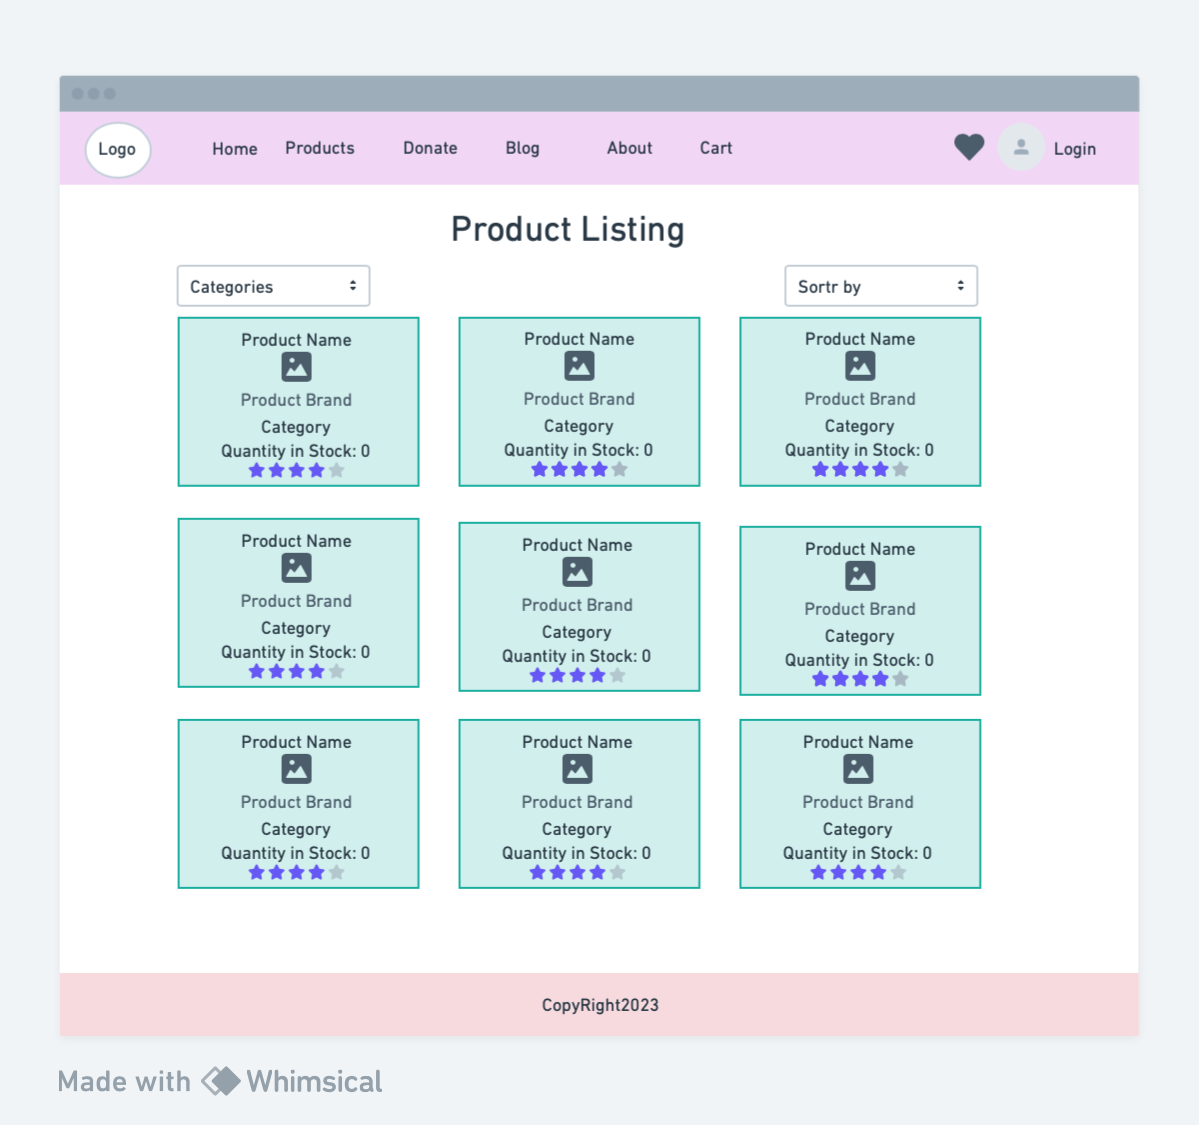 Logo Home Products Donate Blog About Cart Login
Product Listing
Categories Sortr by
Product Name Product Name Product Name
Product Brand Product Brand Product Brand
Category Category Category
Quantity in Stock: 0 Quantity in Stock: 0 Quantity in Stock: 0
Product Name Product Name Product Name
Product Brand Product Brand Product Brand
Category Category Category
Quantity in Stock: 0 Quantity in Stock: 0 Quantity in Stock: 0
Product Name Product Name Product Name
Product Brand Product Brand Product Brand
Category Category Category
Quantity in Stock: 0 Quantity in Stock: 0 Quantity in Stock: 0
CopyRight2023
Made with Whimsical